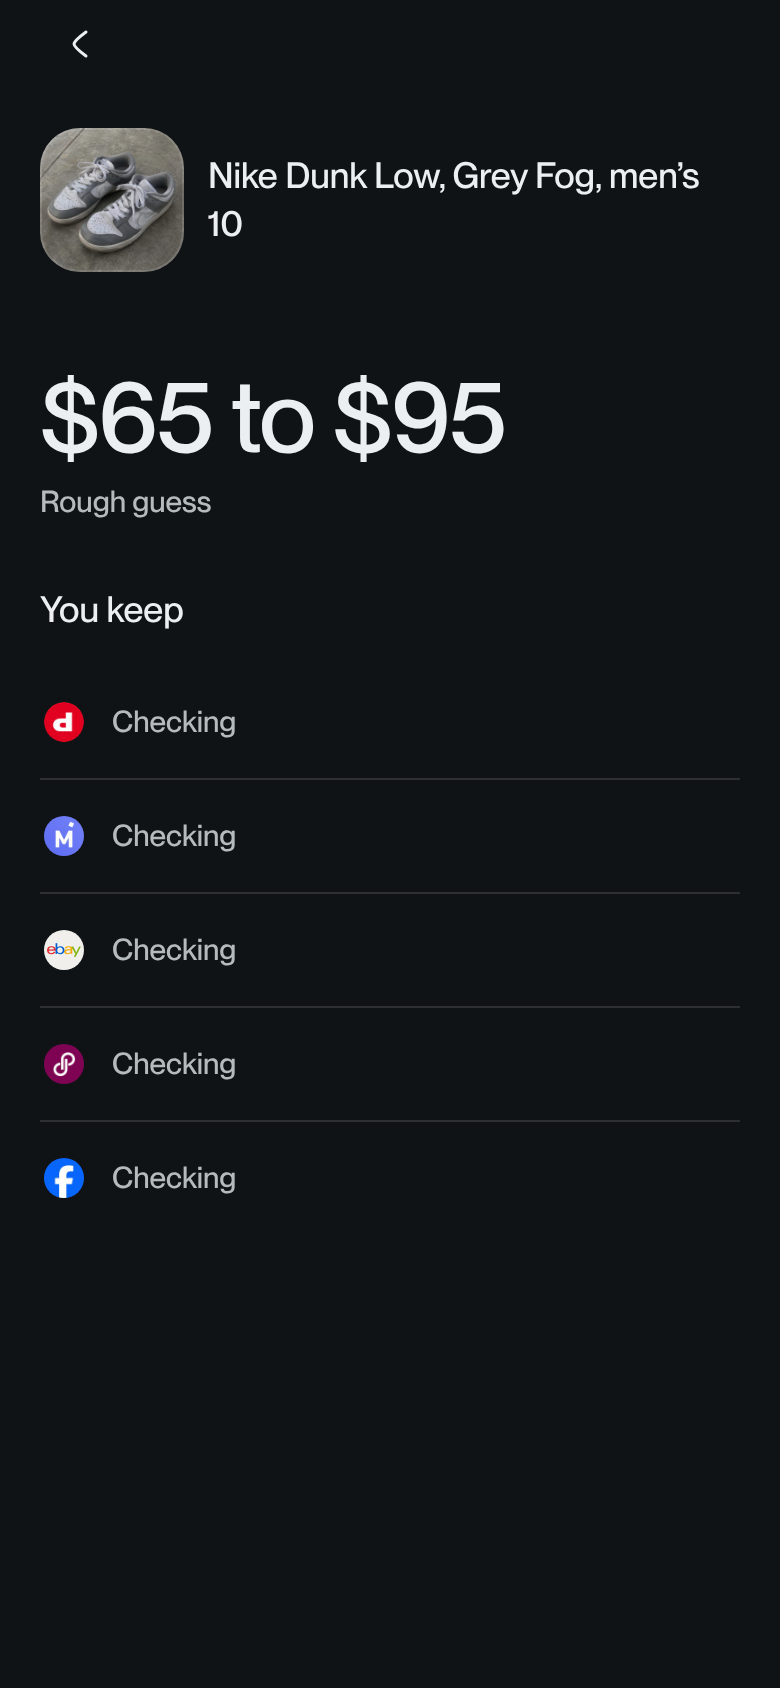 Nike Dunk Low, Grey Fog, men’s
10
$65 to $95
Rough guess
You keep
d
Checking
M
Checking
ebay
Checking
Checking
f
Checking